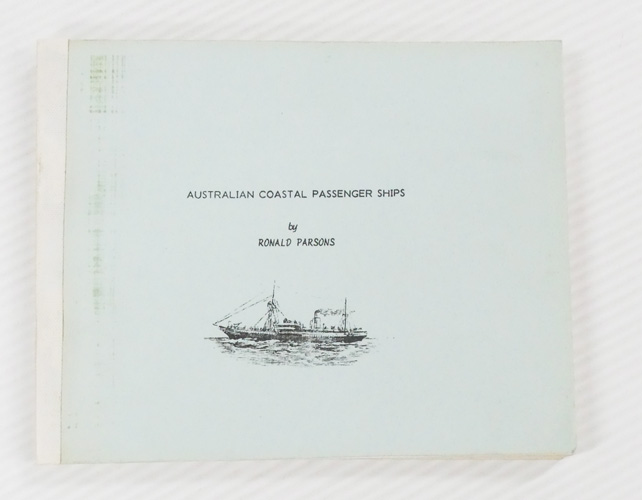 AUSTRALIAN COASTAL PASSENGER SHIPS
by
RONALD PARSONS